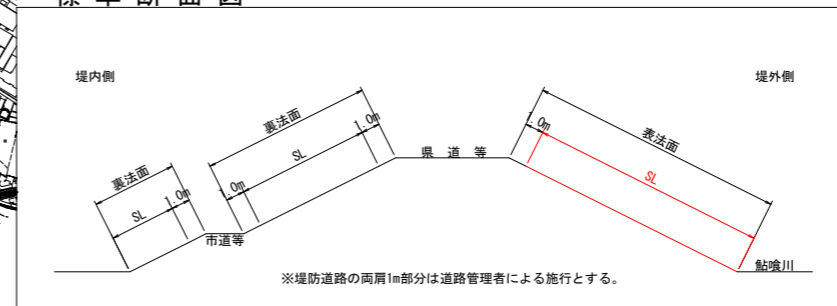 標準断面図
堤内側
堤外側
裏法面
1.0m
SL
県道等
1.0m
表法面
SL
裏法面
1.0m
SL
1.0m
市道等
鮎喰川
※堤防道路の両肩1m部分は道路管理者による施行とする。